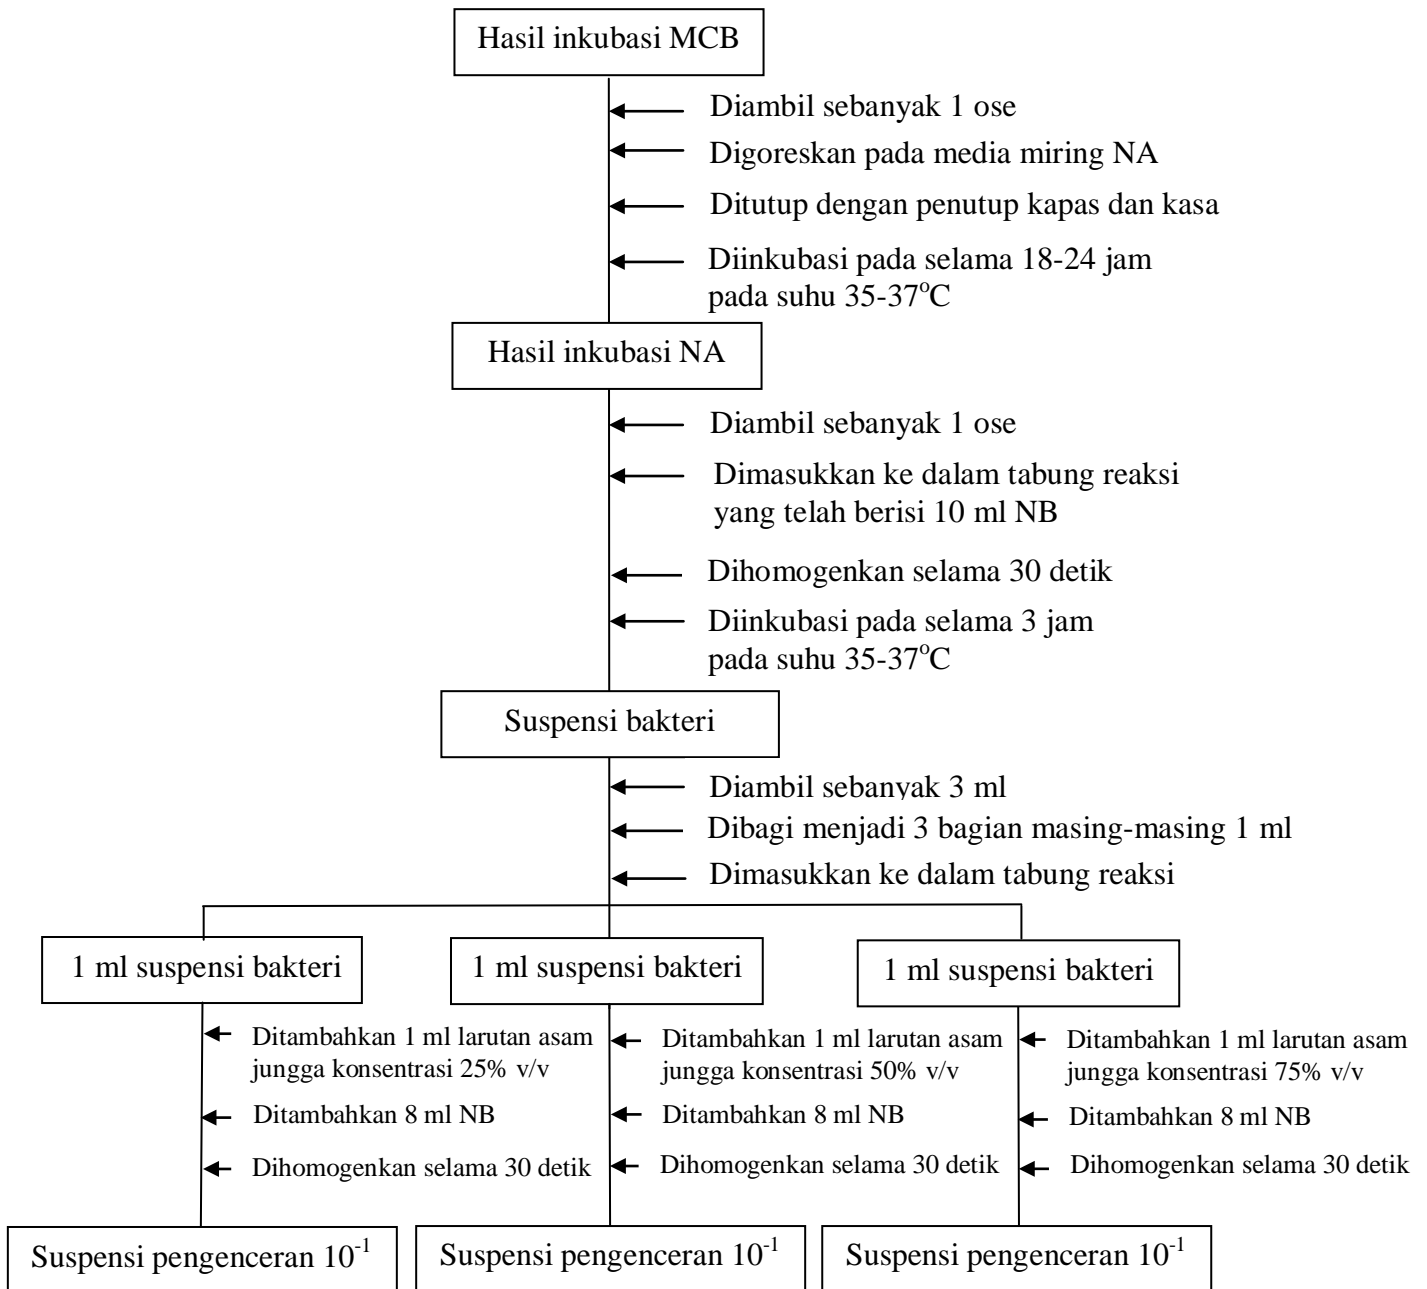 Hasil inkubasi MCB
Diambil sebanyak 1 ose
Digoreskan pada media miring NA
Ditutup dengan penutup kapas dan kasa
Diinkubasi pada selama 18-24 jam
pada suhu 35-37°C
Hasil inkubasi NA
Diambil sebanyak 1 ose
Dimasukkan ke dalam tabung reaksi
yang telah berisi 10 ml NB
Dihomogenkan selama 30 detik
Diinkubasi pada selama 3 jam
pada suhu 35-37°C
Suspensi bakteri
Diambil sebanyak 3 ml
Dibagi menjadi 3 bagian masing-masing 1 ml
Dimasukkan ke dalam tabung reaksi
1 ml suspensi bakteri
Ditambahkan 1 ml larutan asam
jungga konsentrasi 25% v/v
Ditambahkan 8 ml NB
Dihomogenkan selama 30 detik
Suspensi pengenceran 10⁻¹
1 ml suspensi bakteri
Ditambahkan 1 ml larutan asam
jungga konsentrasi 50% v/v
Ditambahkan 8 ml NB
Dihomogenkan selama 30 detik
Suspensi pengenceran 10⁻¹
1 ml suspensi bakteri
Ditambahkan 1 ml larutan asam
jungga konsentrasi 75% v/v
Ditambahkan 8 ml NB
Dihomogenkan selama 30 detik
Suspensi pengenceran 10⁻¹